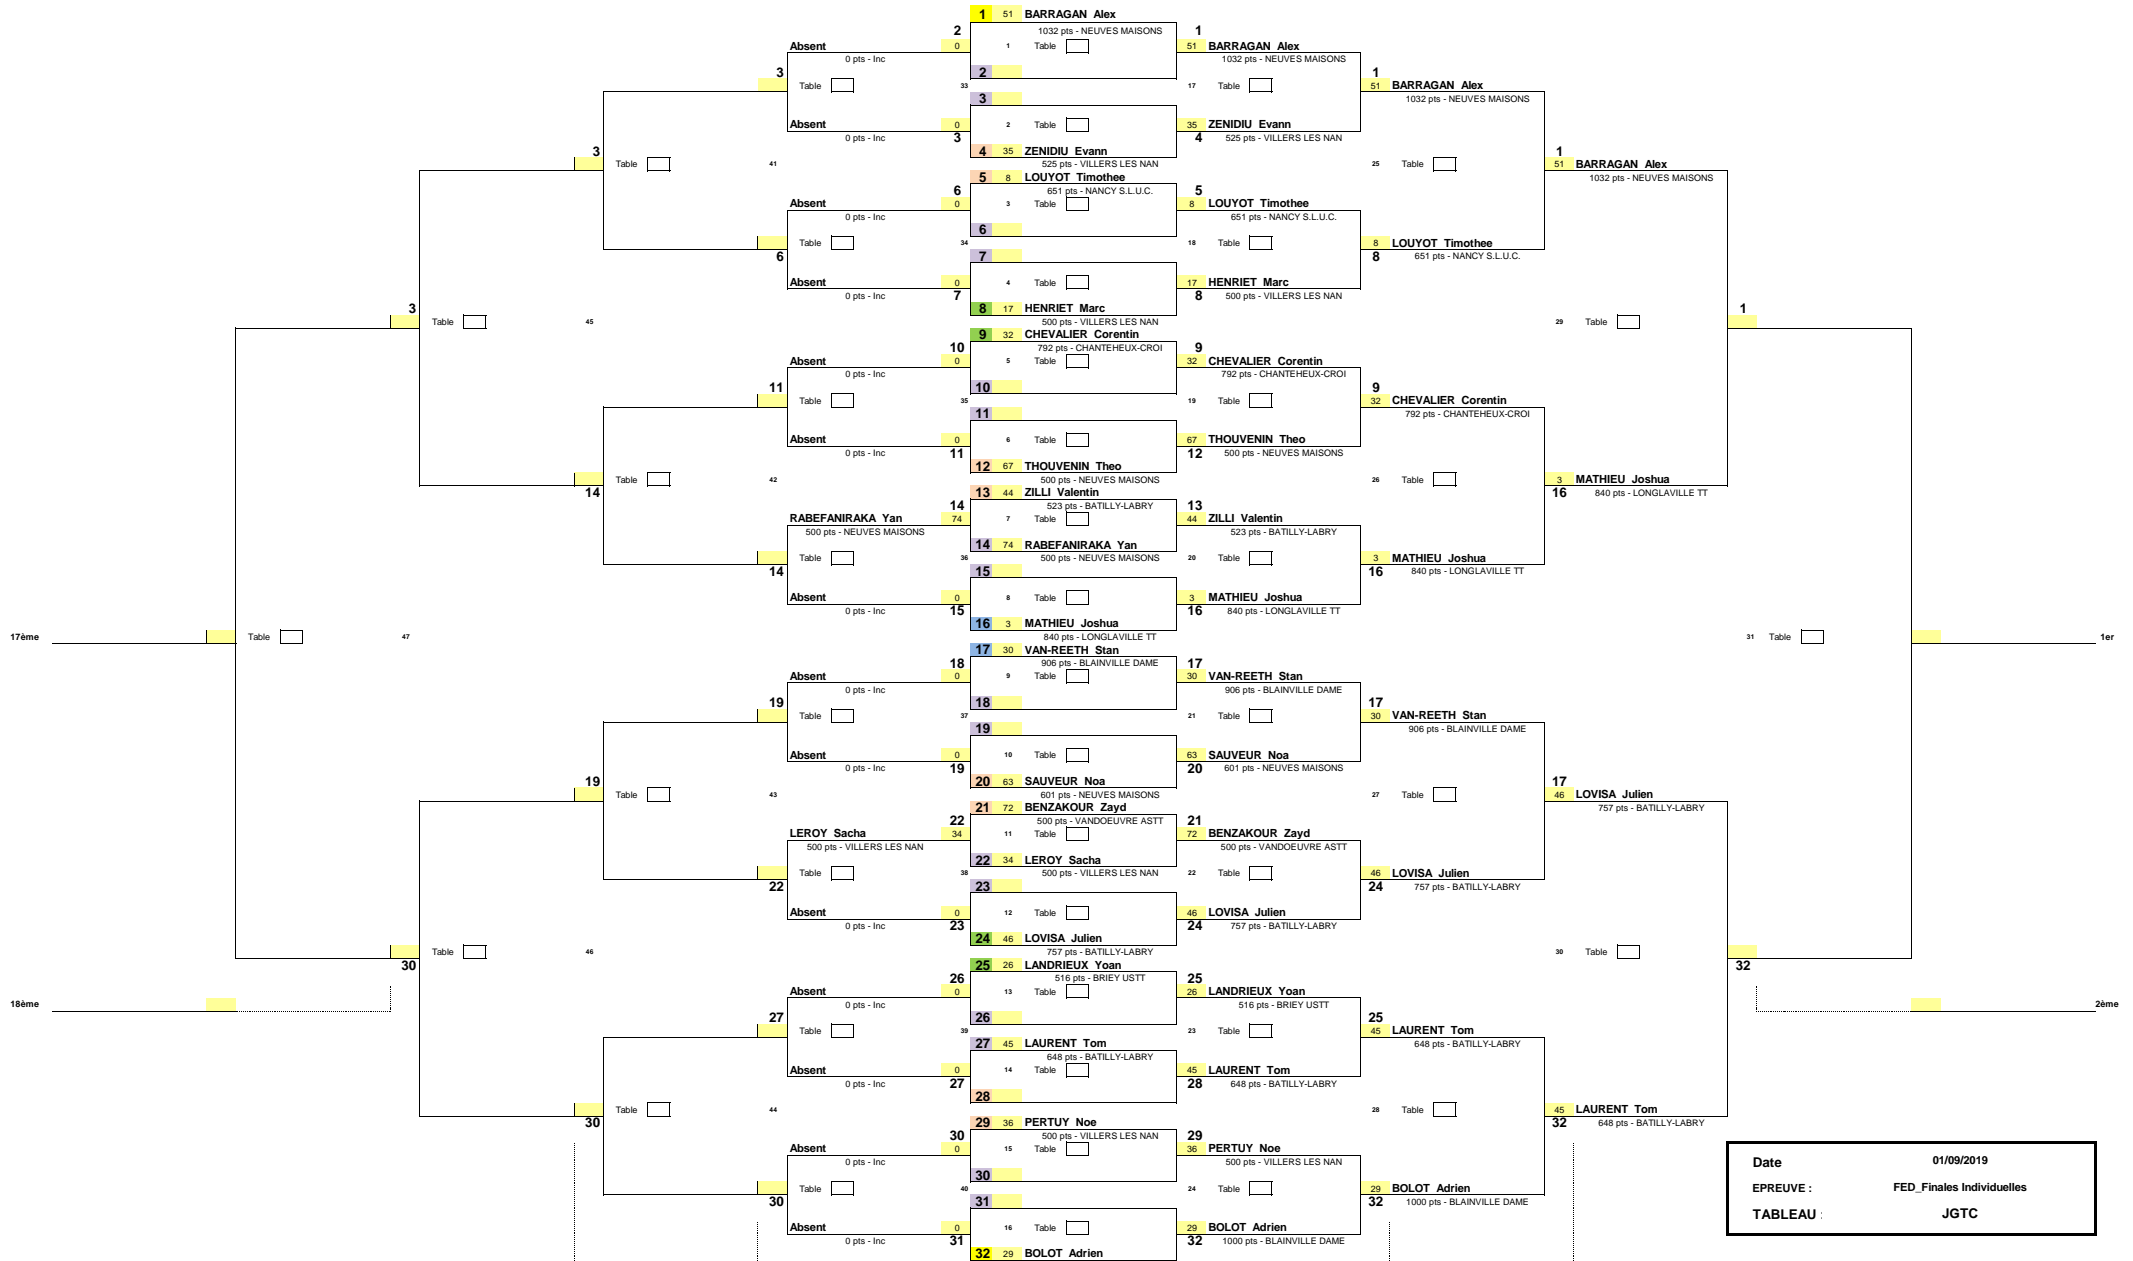 1 51 BARRAGAN Alex
2 1032 pts - NEUVES MAISONS 1
Absent 0 1 Table 51 BARRAGAN Alex
0 pts - Inc 1032 pts - NEUVES MAISONS
3 2 1
Table 33 17 Table 51 BARRAGAN Alex
3 1032 pts - NEUVES MAISONS
Absent 0 2 Table 35 ZENIDIU Evann
0 pts - Inc 3 4 525 pts - VILLERS LES NAN
3 4 35 ZENIDIU Evann 1
Table 41 525 pts - VILLERS LES NAN 25 Table 51 BARRAGAN Alex
5 8 LOUYOT Timothee 1032 pts - NEUVES MAISONS
6 651 pts - NANCY S.L.U.C. 5
Absent 0 3 Table 8 LOUYOT Timothee
0 pts - Inc 651 pts - NANCY S.L.U.C.
6
Table 34 18 Table 8 LOUYOT Timothee
6 7 8 651 pts - NANCY S.L.U.C.
Absent 0 4 Table 17 HENRIET Marc
0 pts - Inc 7 8 500 pts - VILLERS LES NAN
3 8 17 HENRIET Marc 1
Table 45 500 pts - VILLERS LES NAN 29 Table
9 32 CHEVALIER Corentin
10 792 pts - CHANTEHEUX-CROI 9
Absent 0 5 Table 32 CHEVALIER Corentin
0 pts - Inc 792 pts - CHANTEHEUX-CROI
11 10 9
Table 35 19 Table 32 CHEVALIER Corentin
11 792 pts - CHANTEHEUX-CROI
Absent 0 6 Table 67 THOUVENIN Theo
0 pts - Inc 11 12 500 pts - NEUVES MAISONS
12 67 THOUVENIN Theo
Table 42 500 pts - NEUVES MAISONS 26 Table 3 MATHIEU Joshua
14 13 44 ZILLI Valentin 16 840 pts - LONGLAVILLE TT
14 523 pts - BATILLY-LABRY 13
RABEFANIRAKA Yan 74 7 Table 44 ZILLI Valentin
500 pts - NEUVES MAISONS 523 pts - BATILLY-LABRY
14 74 RABEFANIRAKA Yan
Table 36 500 pts - NEUVES MAISONS 20 Table 3 MATHIEU Joshua
14 15 16 840 pts - LONGLAVILLE TT
Absent 0 8 Table 3 MATHIEU Joshua
0 pts - Inc 15 16 840 pts - LONGLAVILLE TT
16 3 MATHIEU Joshua
17ème Table 47 840 pts - LONGLAVILLE TT 31 Table 1er
17 30 VAN-REETH Stan
18 906 pts - BLAINVILLE DAME 17
Absent 0 9 Table 30 VAN-REETH Stan
0 pts - Inc 906 pts - BLAINVILLE DAME
19 18 17
Table 37 21 Table 30 VAN-REETH Stan
19 906 pts - BLAINVILLE DAME
Absent 0 10 Table 63 SAUVEUR Noa
0 pts - Inc 19 20 601 pts - NEUVES MAISONS
19 20 63 SAUVEUR Noa 17
Table 43 601 pts - NEUVES MAISONS 27 Table 46 LOVISA Julien
21 72 BENZAKOUR Zayd 757 pts - BATILLY-LABRY
22 500 pts - VANDOEUVRE ASTT 21
LEROY Sacha 34 11 Table 72 BENZAKOUR Zayd
500 pts - VILLERS LES NAN 500 pts - VANDOEUVRE ASTT
22 34 LEROY Sacha
Table 38 500 pts - VILLERS LES NAN 22 Table 46 LOVISA Julien
22 23 24 757 pts - BATILLY-LABRY
Absent 0 12 Table 46 LOVISA Julien
0 pts - Inc 23 24 757 pts - BATILLY-LABRY
24 46 LOVISA Julien
Table 46 757 pts - BATILLY-LABRY 30 Table
30 25 26 LANDRIEUX Yoan 32
26 516 pts - BRIEY USTT 25
Absent 0 13 Table 26 LANDRIEUX Yoan
18ème 0 pts - Inc 516 pts - BRIEY USTT 2ème
27 26 25
Table 39 23 Table 45 LAURENT Tom
27 45 LAURENT Tom 648 pts - BATILLY-LABRY
648 pts - BATILLY-LABRY
Absent 0 14 Table 45 LAURENT Tom
0 pts - Inc 27 28 648 pts - BATILLY-LABRY
28
Table 44 28 Table 45 LAURENT Tom
30 29 36 PERTUY Noe 32 648 pts - BATILLY-LABRY
30 500 pts - VILLERS LES NAN 29
Absent 0 15 Table 36 PERTUY Noe
0 pts - Inc 500 pts - VILLERS LES NAN
Date 01/09/2019
30
Table 40 24 Table 29 BOLOT Adrien
EPREUVE : FED_Finales Individuelles
30 31 32 1000 pts - BLAINVILLE DAME
TABLEAU : JGTC
Absent 0 16 Table 29 BOLOT Adrien
0 pts - Inc 31 32 1000 pts - BLAINVILLE DAME
32 29 BOLOT Adrien